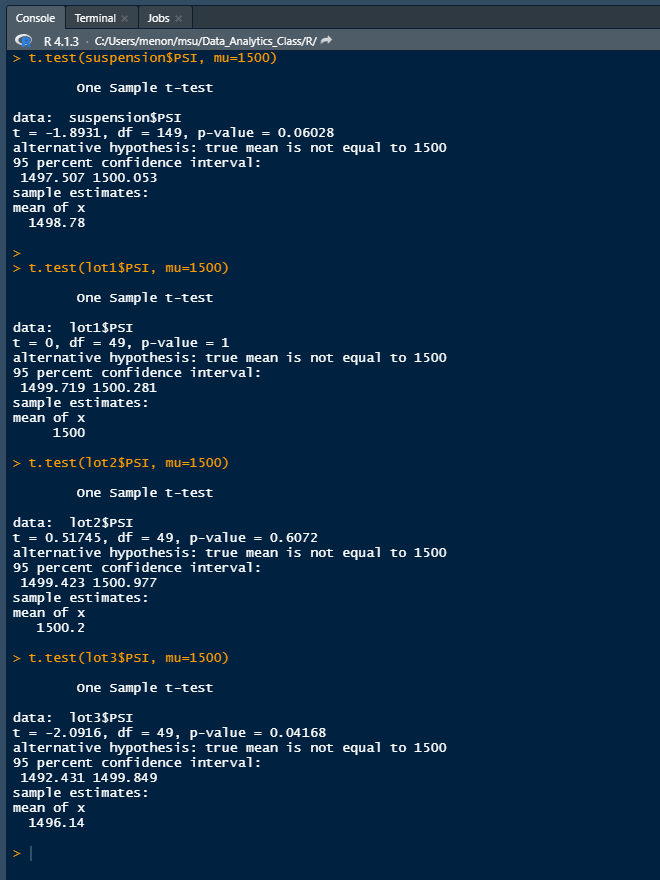 Console Terminal Jobs
R 4.1.3 · C:/Users/menon/msu/Data_Analytics_Class/R/
> t.test(suspension$PSI, mu=1500)
One Sample t-test
data: suspension$PSI
t = -1.8931, df = 149, p-value = 0.06028
alternative hypothesis: true mean is not equal to 1500
95 percent confidence interval:
1497.507 1500.053
sample estimates:
mean of x
1498.78
>
> t.test(lot1$PSI, mu=1500)
One Sample t-test
data: lot1$PSI
t = 0, df = 49, p-value = 1
alternative hypothesis: true mean is not equal to 1500
95 percent confidence interval:
1499.719 1500.281
sample estimates:
mean of x
1500
> t.test(lot2$PSI, mu=1500)
One Sample t-test
data: lot2$PSI
t = 0.51745, df = 49, p-value = 0.6072
alternative hypothesis: true mean is not equal to 1500
95 percent confidence interval:
1499.423 1500.977
sample estimates:
mean of x
1500.2
> t.test(lot3$PSI, mu=1500)
One Sample t-test
data: lot3$PSI
t = -2.0916, df = 49, p-value = 0.04168
alternative hypothesis: true mean is not equal to 1500
95 percent confidence interval:
1492.431 1499.849
sample estimates:
mean of x
1496.14
>